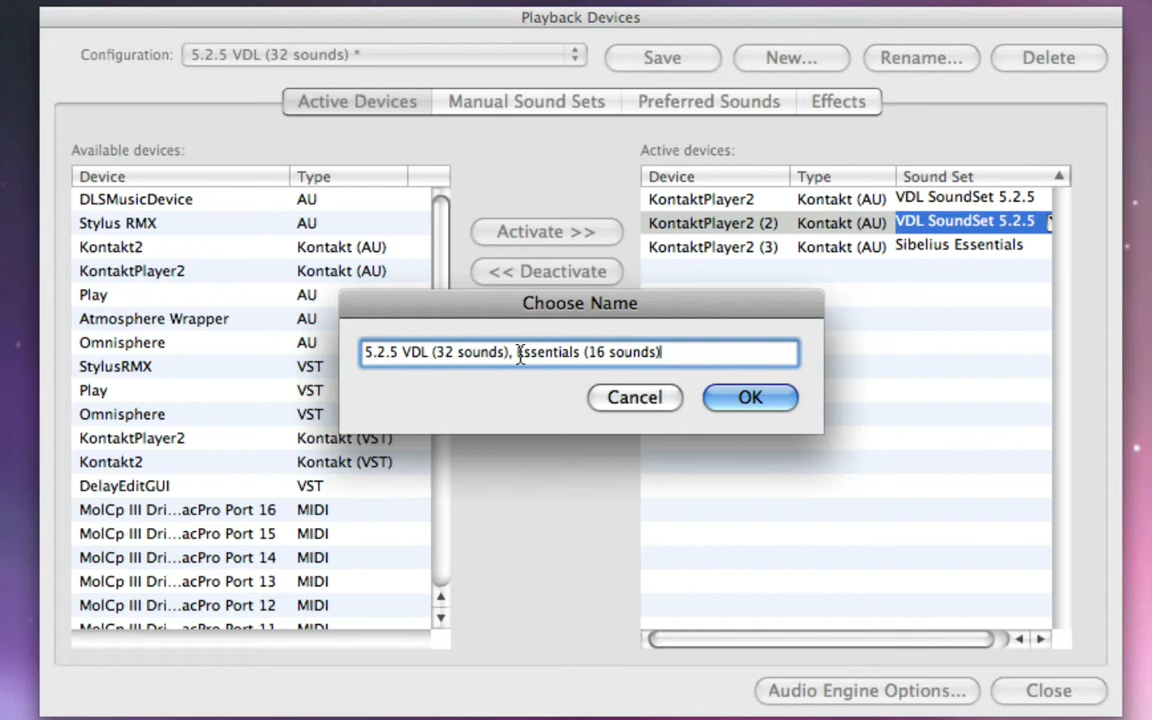 Playback Devices
Configuration: 5.2.5 VDL (32 sounds) * Save New... Rename... Delete
Active Devices Manual Sound Sets Preferred Sounds Effects
Available devices: Active devices:
Device Type Device Type Sound Set
DLSMusicDevice AU KontaktPlayer2 Kontakt (AU) VDL SoundSet 5.2.5
Stylus RMX AU Activate >> KontaktPlayer2 (2) Kontakt (AU) VDL SoundSet 5.2.5
Kontakt2 Kontakt (AU) KontaktPlayer2 (3) Kontakt (AU) Sibelius Essentials
KontaktPlayer2 Kontakt (AU) << Deactivate
Play AU
Choose Name
Atmosphere Wrapper AU
Omnisphere AU
5.2.5 VDL (32 sounds), Essentials (16 sounds)
StylusRMX VST
Play VST
Cancel OK
Omnisphere VST
KontaktPlayer2 Kontakt (VST)
Kontakt2 Kontakt (VST)
DelayEditGUI VST
MolCp III Dri...acPro Port 16 MIDI
MolCp III Dri...acPro Port 15 MIDI
MolCp III Dri...acPro Port 14 MIDI
MolCp III Dri...acPro Port 13 MIDI
MolCp III Dri...acPro Port 12 MIDI
MolCp III Dri...acPro Port 11 MIDI
Audio Engine Options... Close